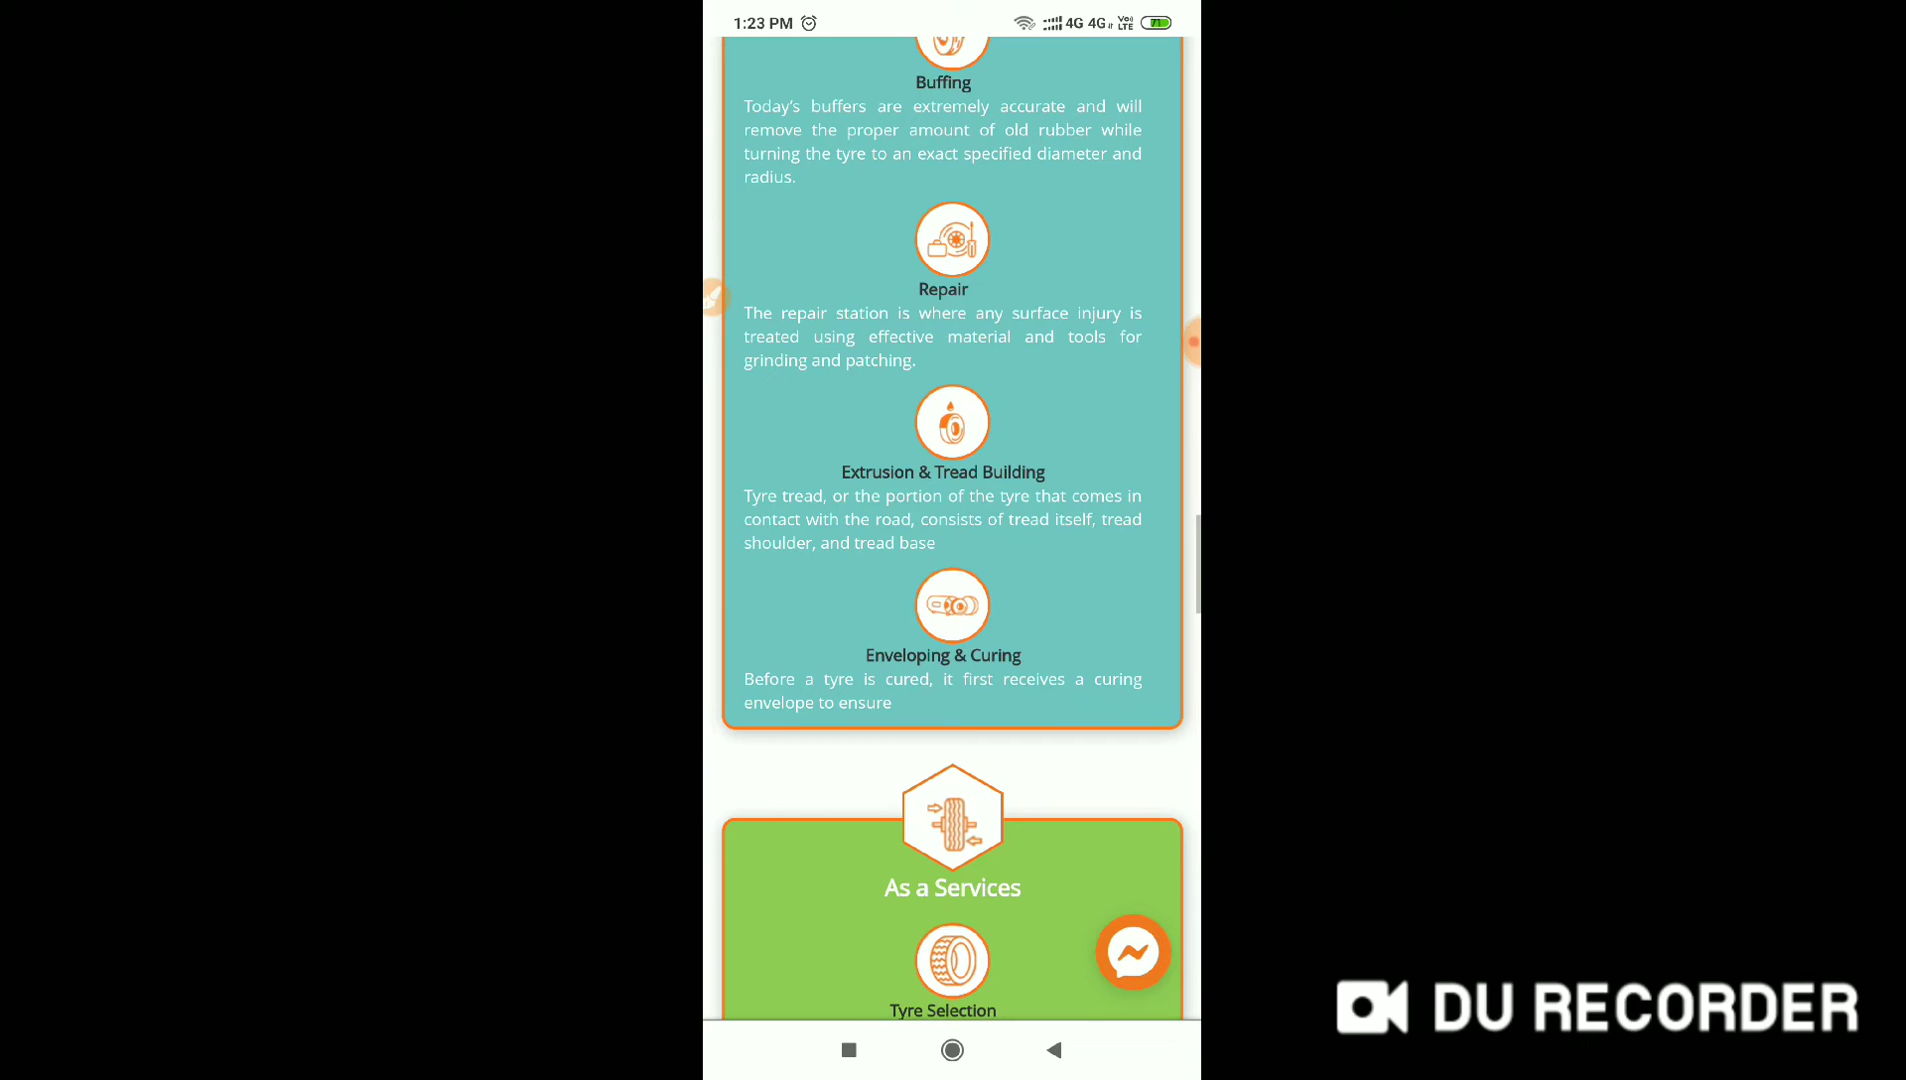 1:23 PM
4G 4G
Vo)
LTE
71
Buffing
Today's buffers are extremely accurate and will
remove the proper amount of old rubber while
turning the tyre to an exact specified diameter and
radius.
Repair
The repair station is where any surface injury is
treated using effective material and tools for
grinding and patching.
Extrusion & Tread Building
Tyre tread, or the portion of the tyre that comes in
contact with the road, consists of tread itself, tread
shoulder, and tread base
Enveloping & Curing
Before a tyre is cured, it first receives a curing
envelope to ensure
As a Services
Tyre Selection
DU RECORDER